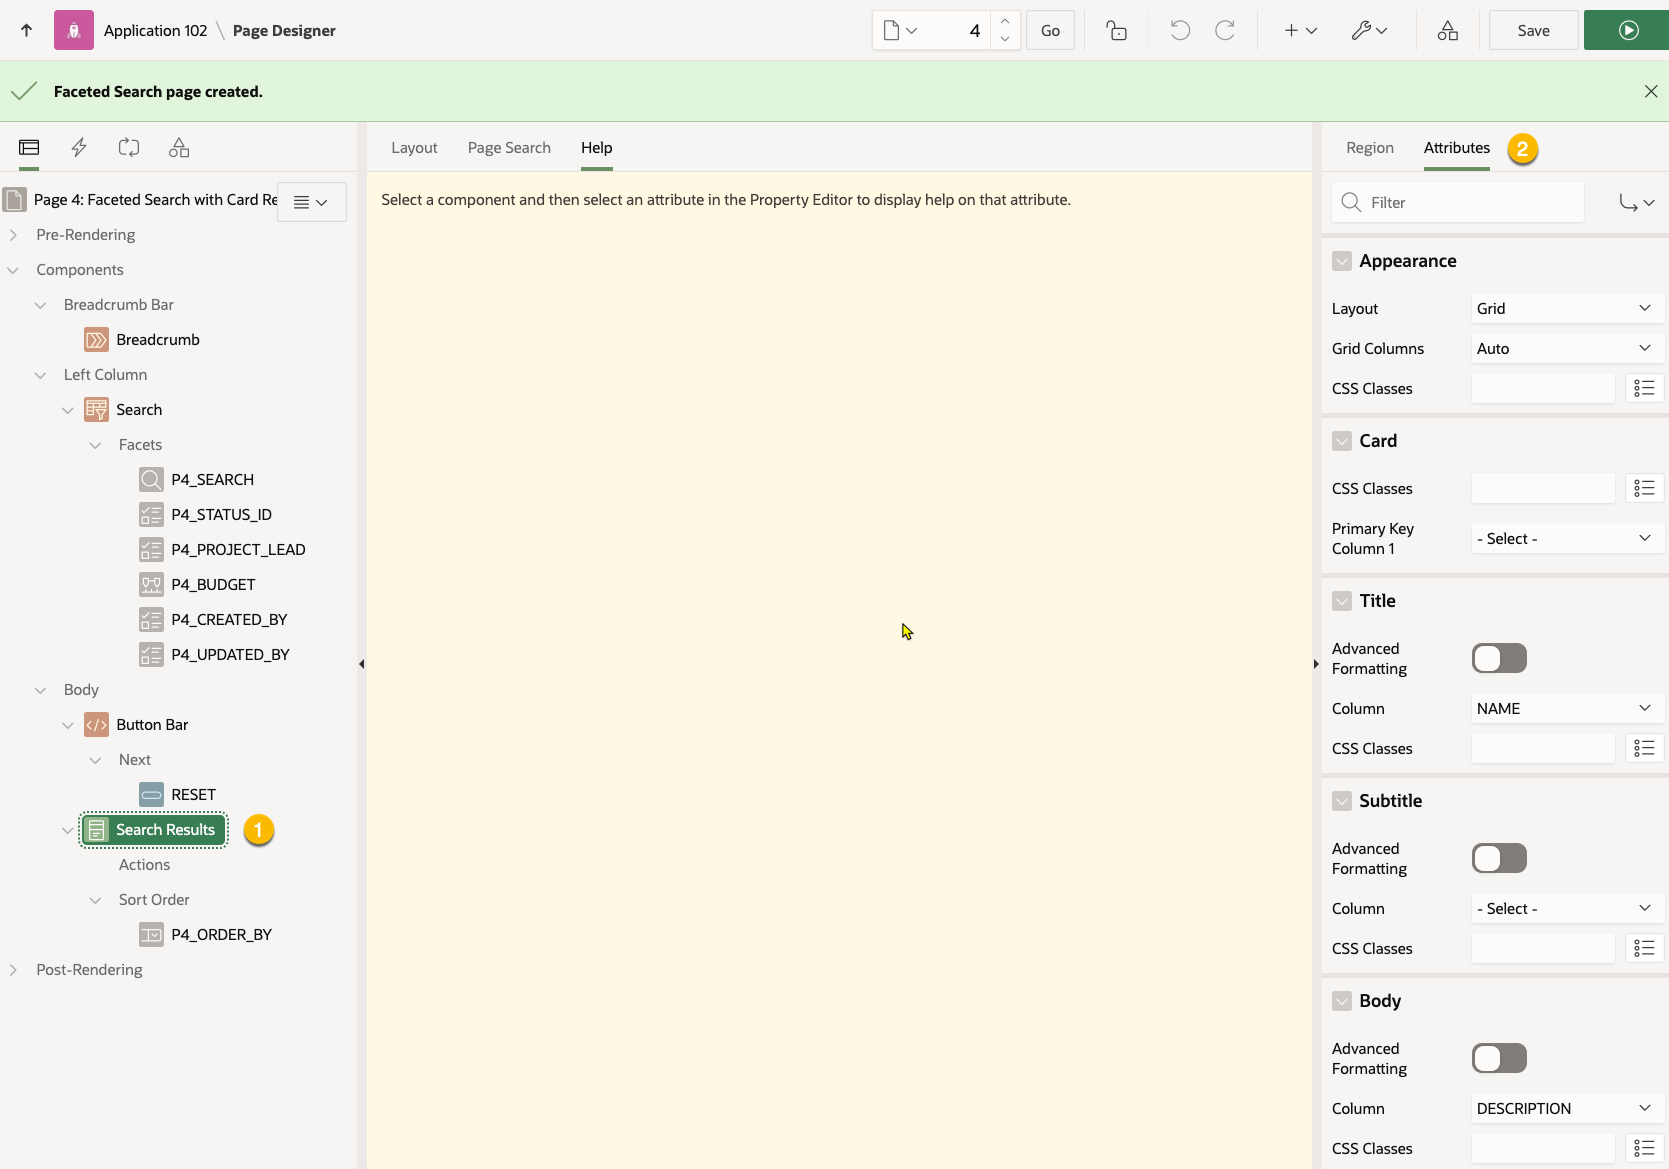 Application 102 \ Page Designer
4
Go
Save
Faceted Search page created.
Page 4: Faceted Search with Card Re
Pre-Rendering
Components
Breadcrumb Bar
Breadcrumb
Left Column
Search
Facets
P4_SEARCH
P4_STATUS_ID
P4_PROJECT_LEAD
P4_BUDGET
P4_CREATED_BY
P4_UPDATED_BY
Body
Button Bar
Next
RESET
Search Results
1
Actions
Sort Order
P4_ORDER_BY
Post-Rendering
Layout Page Search Help
Select a component and then select an attribute in the Property Editor to display help on that attribute.
Region Attributes 2
Filter
Appearance
Layout Grid
Grid Columns Auto
CSS Classes
Card
CSS Classes
Primary Key
Column 1
- Select -
Title
Advanced
Formatting
Column NAME
CSS Classes
Subtitle
Advanced
Formatting
Column - Select -
CSS Classes
Body
Advanced
Formatting
Column DESCRIPTION
CSS Classes